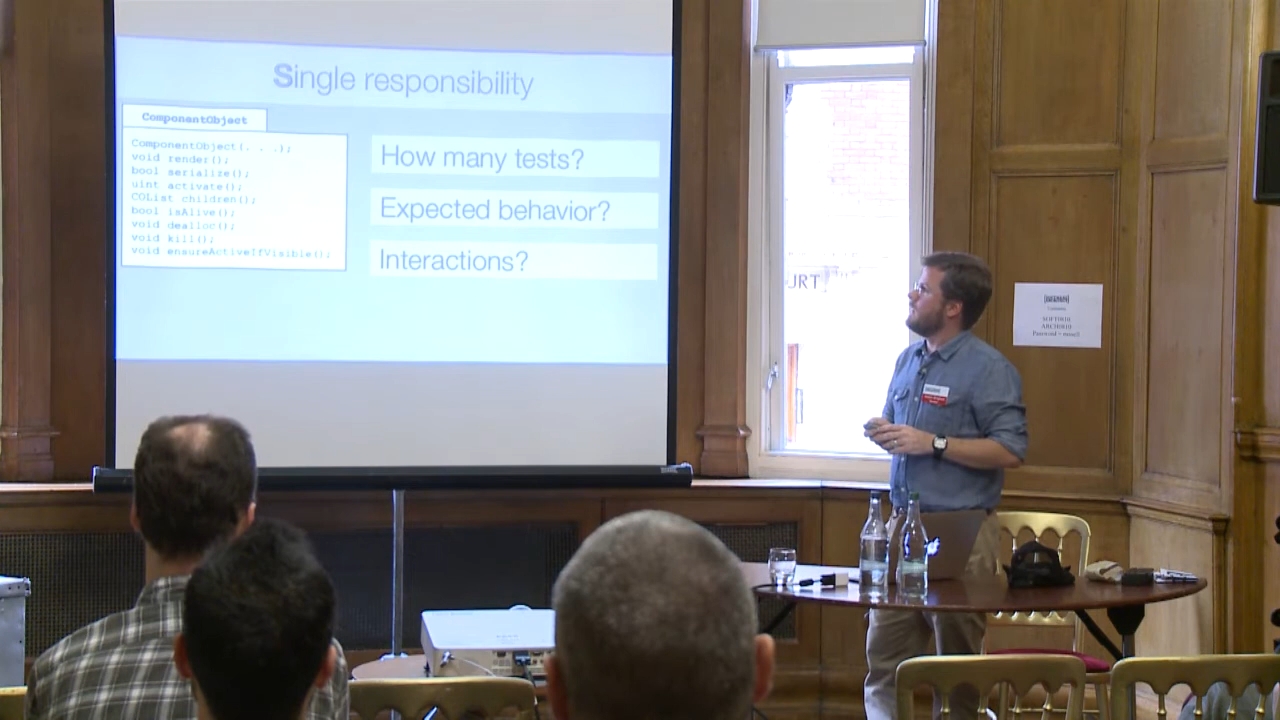 Single responsibility
ComponentObject
ComponentObject(. . .);
void render();
bool serialize();
uint activate();
COList children();
bool isAlive();
void dealloc();
void kill();
void ensureActiveIfVisible();
How many tests?
Expected behavior?
Interactions?
URT